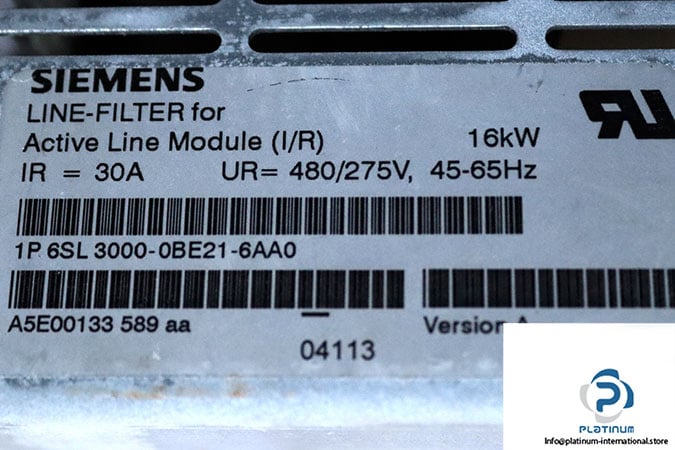 SIEMENS
LINE-FILTER for
Active Line Module (I/R) 16kW
IR = 30A UR= 480/275V, 45-65Hz
1P 6SL 3000-0BE21-6AA0
A5E00133 589 aa Version A
04113
PLATINUM
Info@platinum-international.store